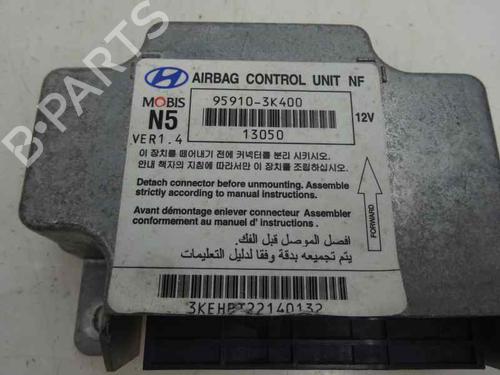 AIRBAG CONTROL UNIT NF
MOBIS
95910-3K400
N5
12V
VER1.4
13050
이 장치를 떼어내기 전에 커넥터를 분리 시키시오.
안내 책자의 지침에 따라서만 이 장치를 조립하십시오.
Detach connector before unmounting. Assemble
strictly according to manual instructions.
Avant démontage enlever connecteur Assembler
conformement au manuel d' instructions.
افصل الموصل قبل الفك.
يتم تجميعه بدقة وفقا لدليل التعليمات.
FORWARD
3KEHPT22140132